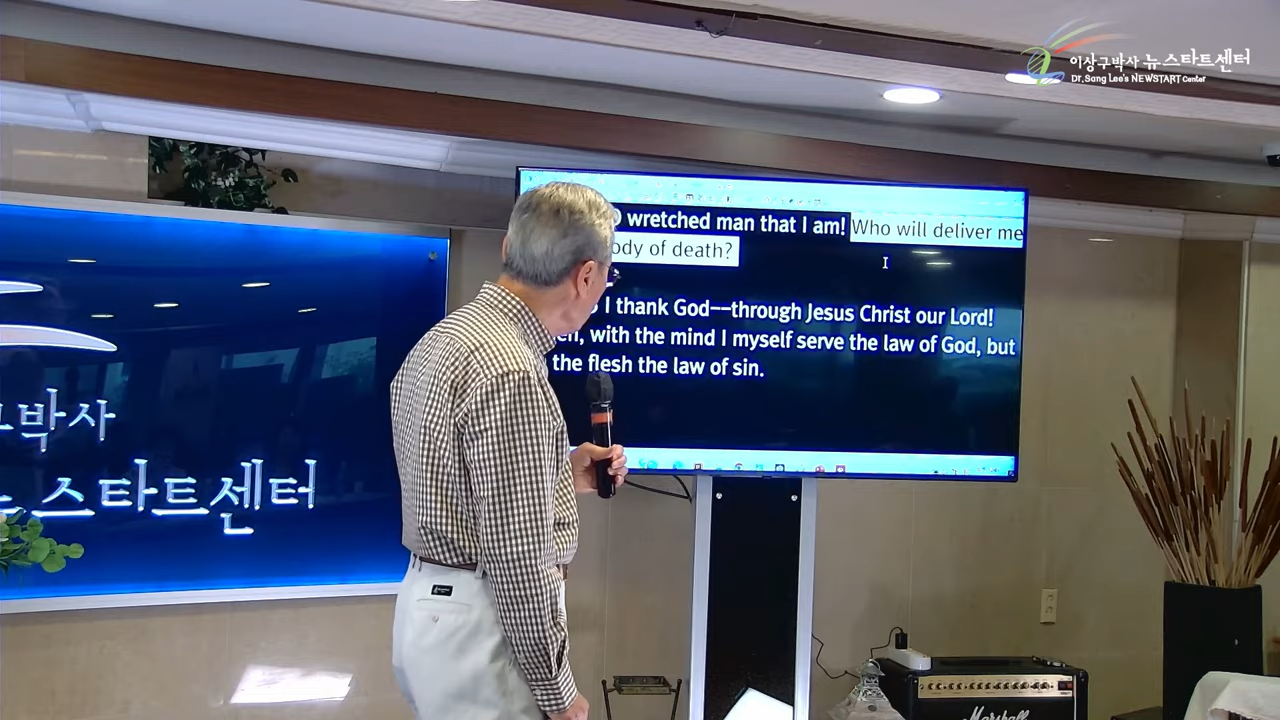 이상구박사 뉴스타트센터
Dr. Sang Lee's NEWSTART Center
wretched man that I am! Who will deliver me
ody of death?
I thank God--through Jesus Christ our Lord!
, with the mind I myself serve the law of God, but
the flesh the law of sin.
구박사
뉴스타트센터
Marshall